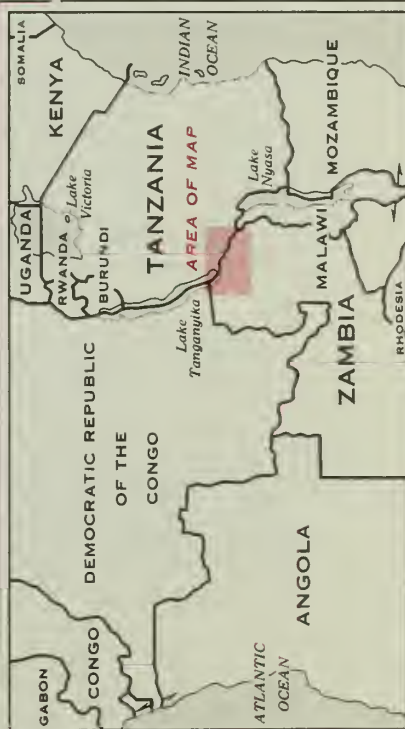 SOMALIA
KENYA
UGANDA
Lake
Victoria
RWANDA
BURUNDI
INDIAN
OCEAN
TANZANIA
AREA OF MAP
Lake
Tanganyika
Lake
Nyasa
MOZAMBIQUE
MALAWI
ZAMBIA
RHODESIA
DEMOCRATIC REPUBLIC
OF THE
CONGO
GABON
CONGO
ANGOLA
ATLANTIC
OCEAN